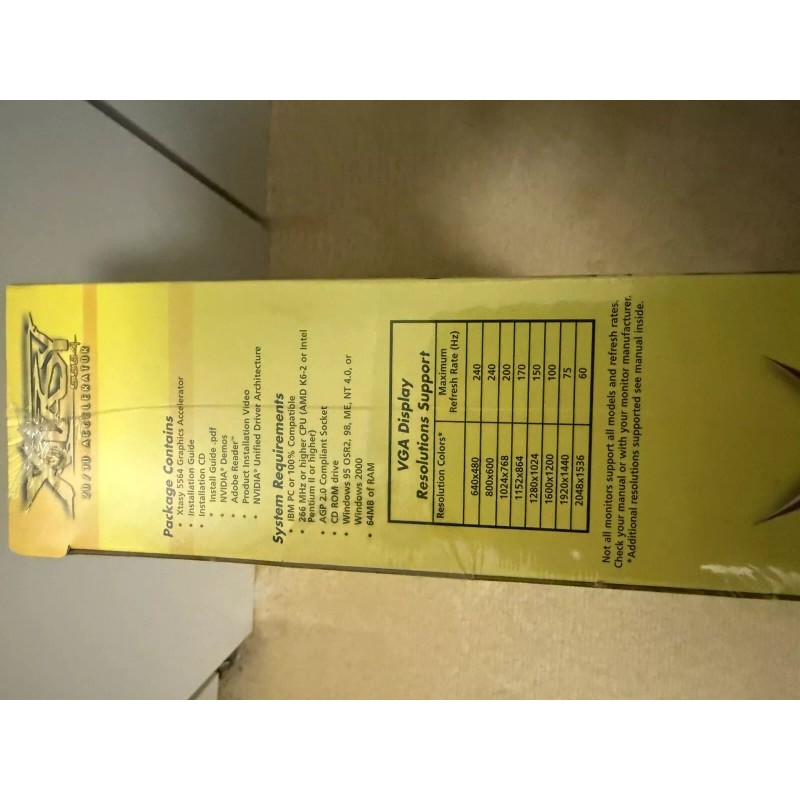 XTASY
5564
2D/3D ACCELERATOR
Package Contains
• Xtasy 5564 Graphics Accelerator
• Installation Guide
• Installation CD
• Install Guide .pdf
• NVIDIA® Demos
• Adobe Reader™
• Product Installation Video
• NVIDIA® Unified Driver Architecture
System Requirements
• IBM PC or 100% Compatible
• 266 MHz or higher CPU (AMD K6-2 or Intel
Pentium II or higher)
• AGP 2.0 Compliant Socket
• CD ROM drive
• Windows 95 OSR2, 98, ME, NT 4.0, or
Windows 2000
• 64MB of RAM
VGA Display
Resolutions Support
Resolution Colors* Maximum
Refresh Rate (Hz)
640x480 240
800x600 240
1024x768 200
1152x864 170
1280x1024 150
1600x1200 100
1920x1440 75
2048x1536 60
Not all monitors support all models and refresh rates.
Check your manual or with your monitor manufacturer.
*Additional resolutions supported see manual inside.